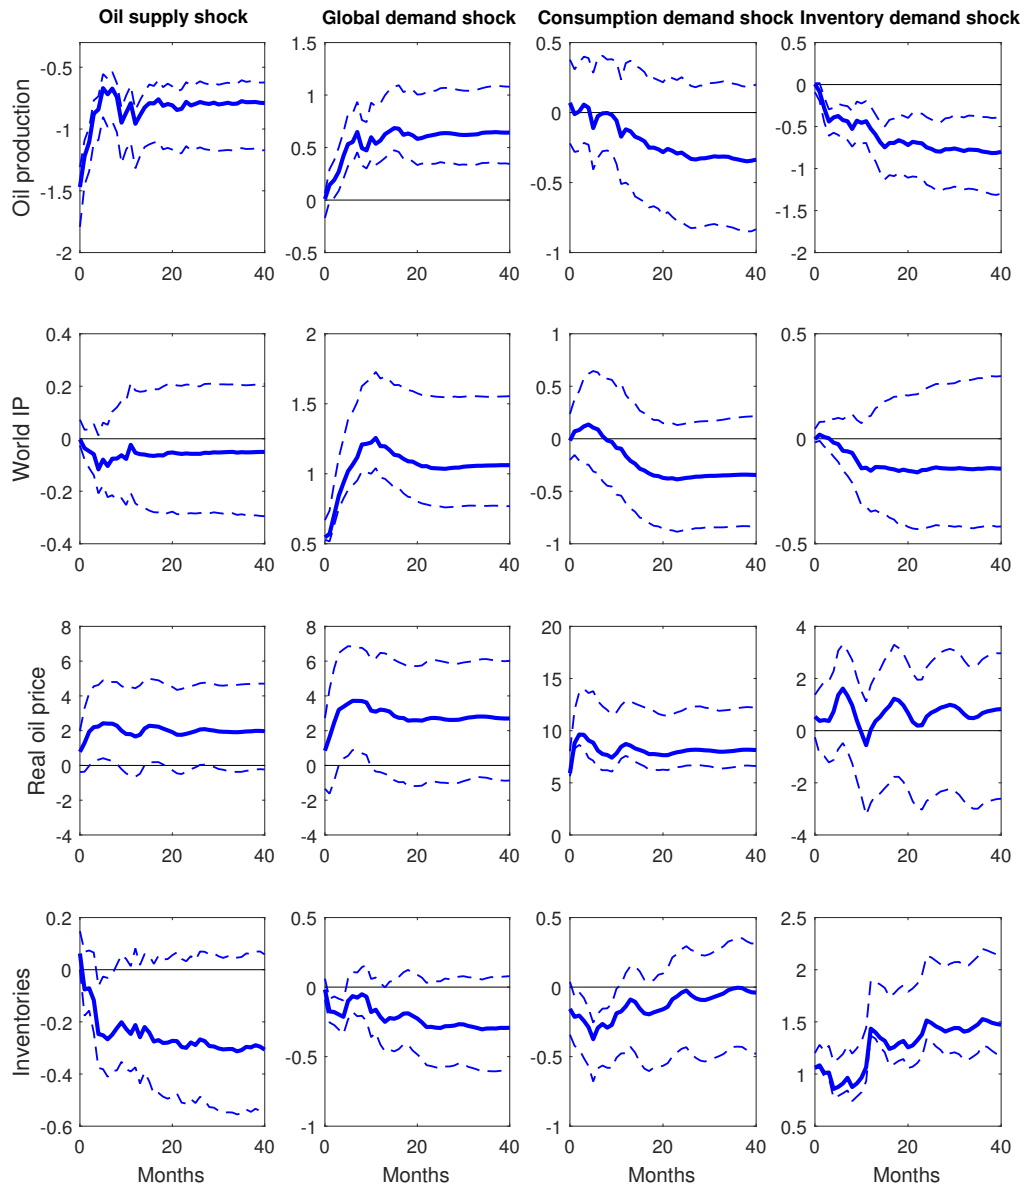 Oil supply shock Global demand shock Consumption demand shock Inventory demand shock
Oil production
-0.5 1.5 0.5 0.5
-1 1 0 0
-1.5 0.5 -0.5 -0.5
-2 0 -1 -1
-0.5 -1.5
-2
0 20 40 0 20 40 0 20 40 0 20 40
World IP
0.4 2 1 0.5
0.2 1.5 0.5
0 1 0 0
-0.2 -0.5
-0.4 0.5 -1 -0.5
0 20 40 0 20 40 0 20 40 0 20 40
Real oil price
8 8 20 4
6 6 15 2
4 4 10 0
2 2 5 -2
0 0 0 -4
-2 -2
-4 -4
0 20 40 0 20 40 0 20 40 0 20 40
Inventories
0.2 0.5 0.5 2.5
0 0 0 2
-0.2 -0.5 -0.5 1.5
-0.4 -1 -1 1
-0.6 0.5
0 20 40 0 20 40 0 20 40 0 20 40
Months Months Months Months